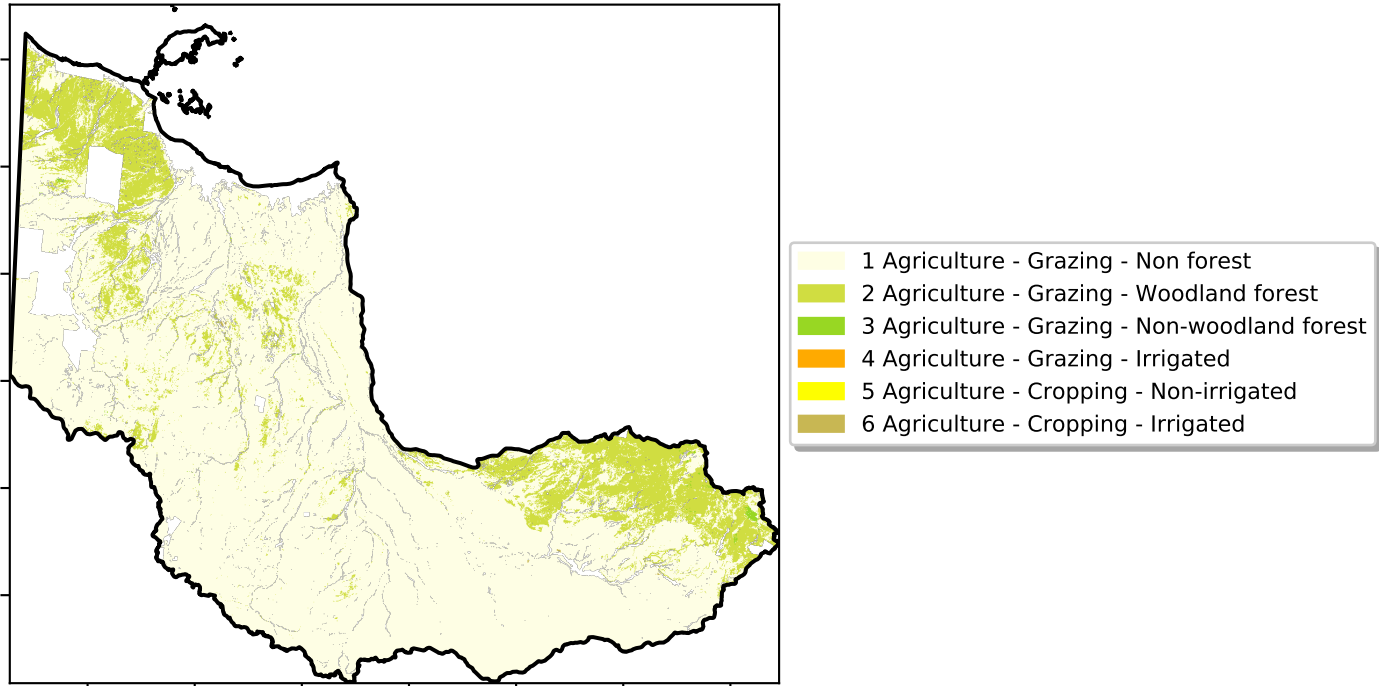 1 Agriculture - Grazing - Non forest
2 Agriculture - Grazing - Woodland forest
3 Agriculture - Grazing - Non-woodland forest
4 Agriculture - Grazing - Irrigated
5 Agriculture - Cropping - Non-irrigated
6 Agriculture - Cropping - Irrigated